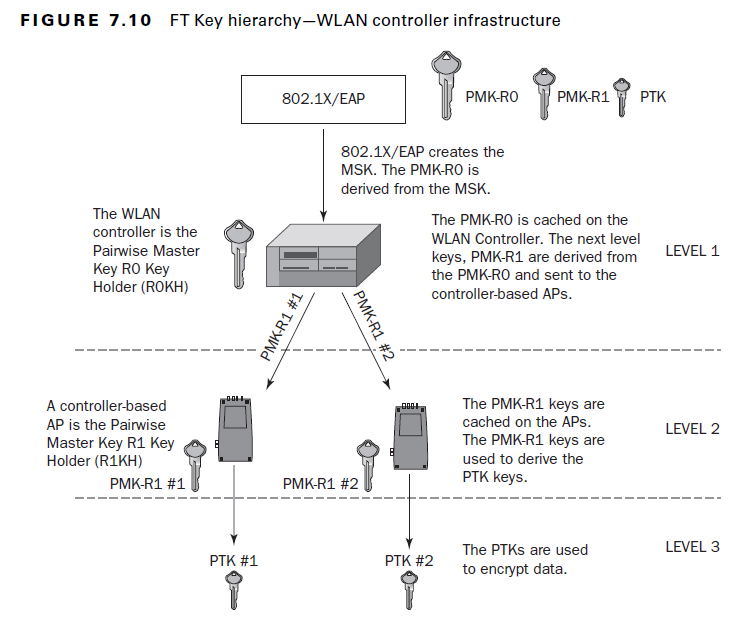 FIGURE 7.10 FT Key hierarchy—WLAN controller infrastructure
802.1X/EAP
PMK-R0
PMK-R1
PTK
802.1X/EAP creates the
MSK. The PMK-R0 is
derived from the MSK.
The WLAN
controller is the
Pairwise Master
Key R0 Key
Holder (R0KH)
The PMK-R0 is cached on the
WLAN Controller. The next level
keys, PMK-R1 are derived from
the PMK-R0 and sent to the
controller-based APs.
LEVEL 1
PMK-R1 #1
PMK-R1 #2
A controller-based
AP is the Pairwise
Master Key R1 Key
Holder (R1KH)
PMK-R1 #1
PMK-R1 #2
The PMK-R1 keys are
cached on the APs.
The PMK-R1 keys are
used to derive the
PTK keys.
LEVEL 2
PTK #1
PTK #2
The PTKs are used
to encrypt data.
LEVEL 3